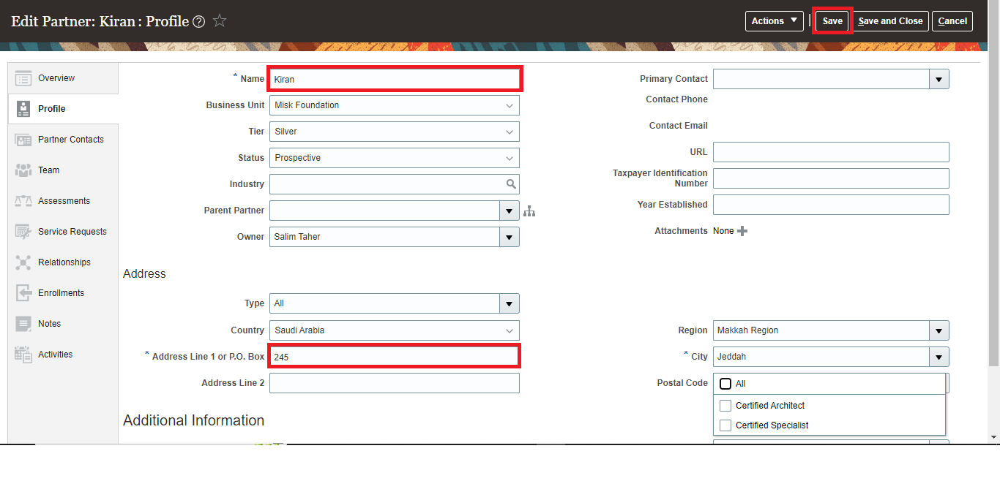 Edit Partner: Kiran : Profile ?
Actions
Save
Save and Close
Cancel
Overview
Profile
Partner Contacts
Team
Assessments
Service Requests
Relationships
Enrollments
Notes
Activities
* Name Kiran
Business Unit Misk Foundation
Tier Silver
Status Prospective
Industry
Parent Partner
Owner Salim Taher
Primary Contact
Contact Phone
Contact Email
URL
Taxpayer Identification
Number
Year Established
Attachments None
Address
Type All
Country Saudi Arabia
* Address Line 1 or P.O. Box 245
Address Line 2
Region Makkah Region
* City Jeddah
Postal Code
All
Certified Architect
Certified Specialist
Additional Information